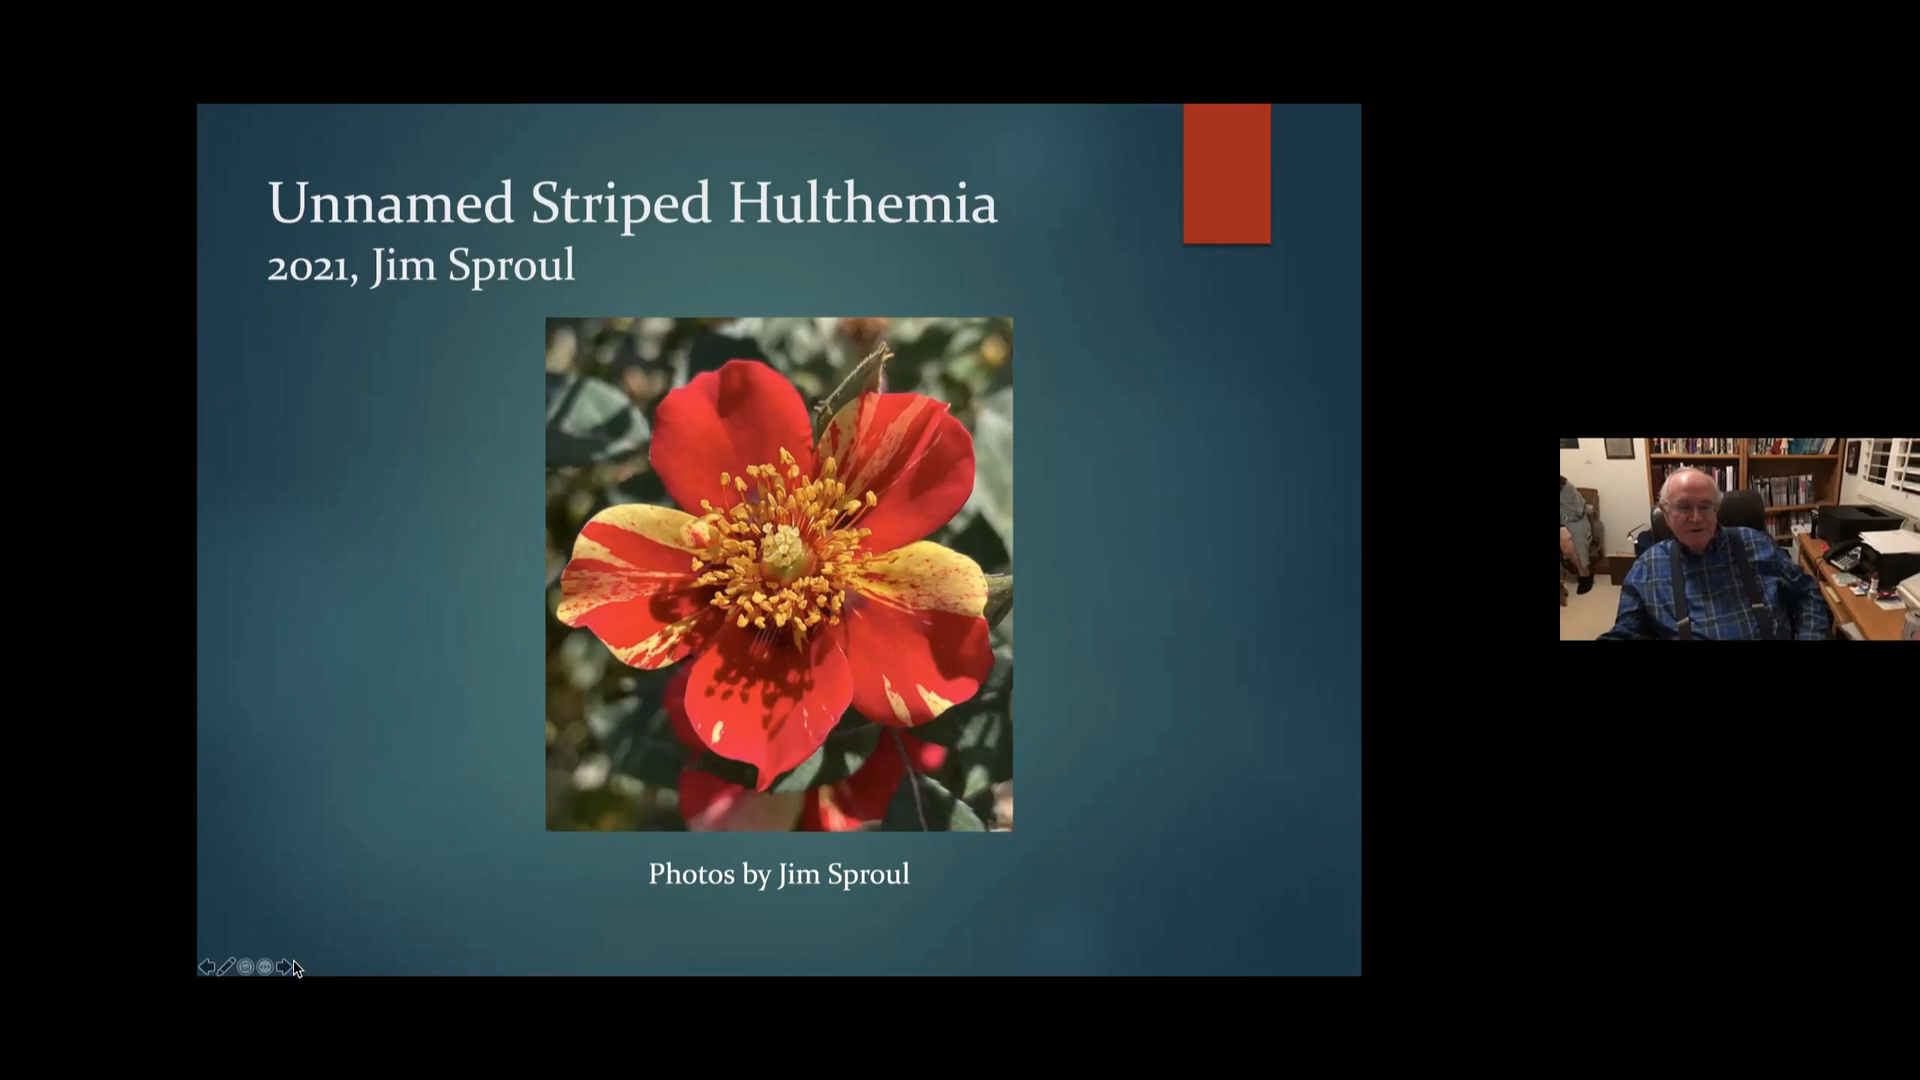 Unnamed Striped Hulthemia
2021, Jim Sproul
Photos by Jim Sproul